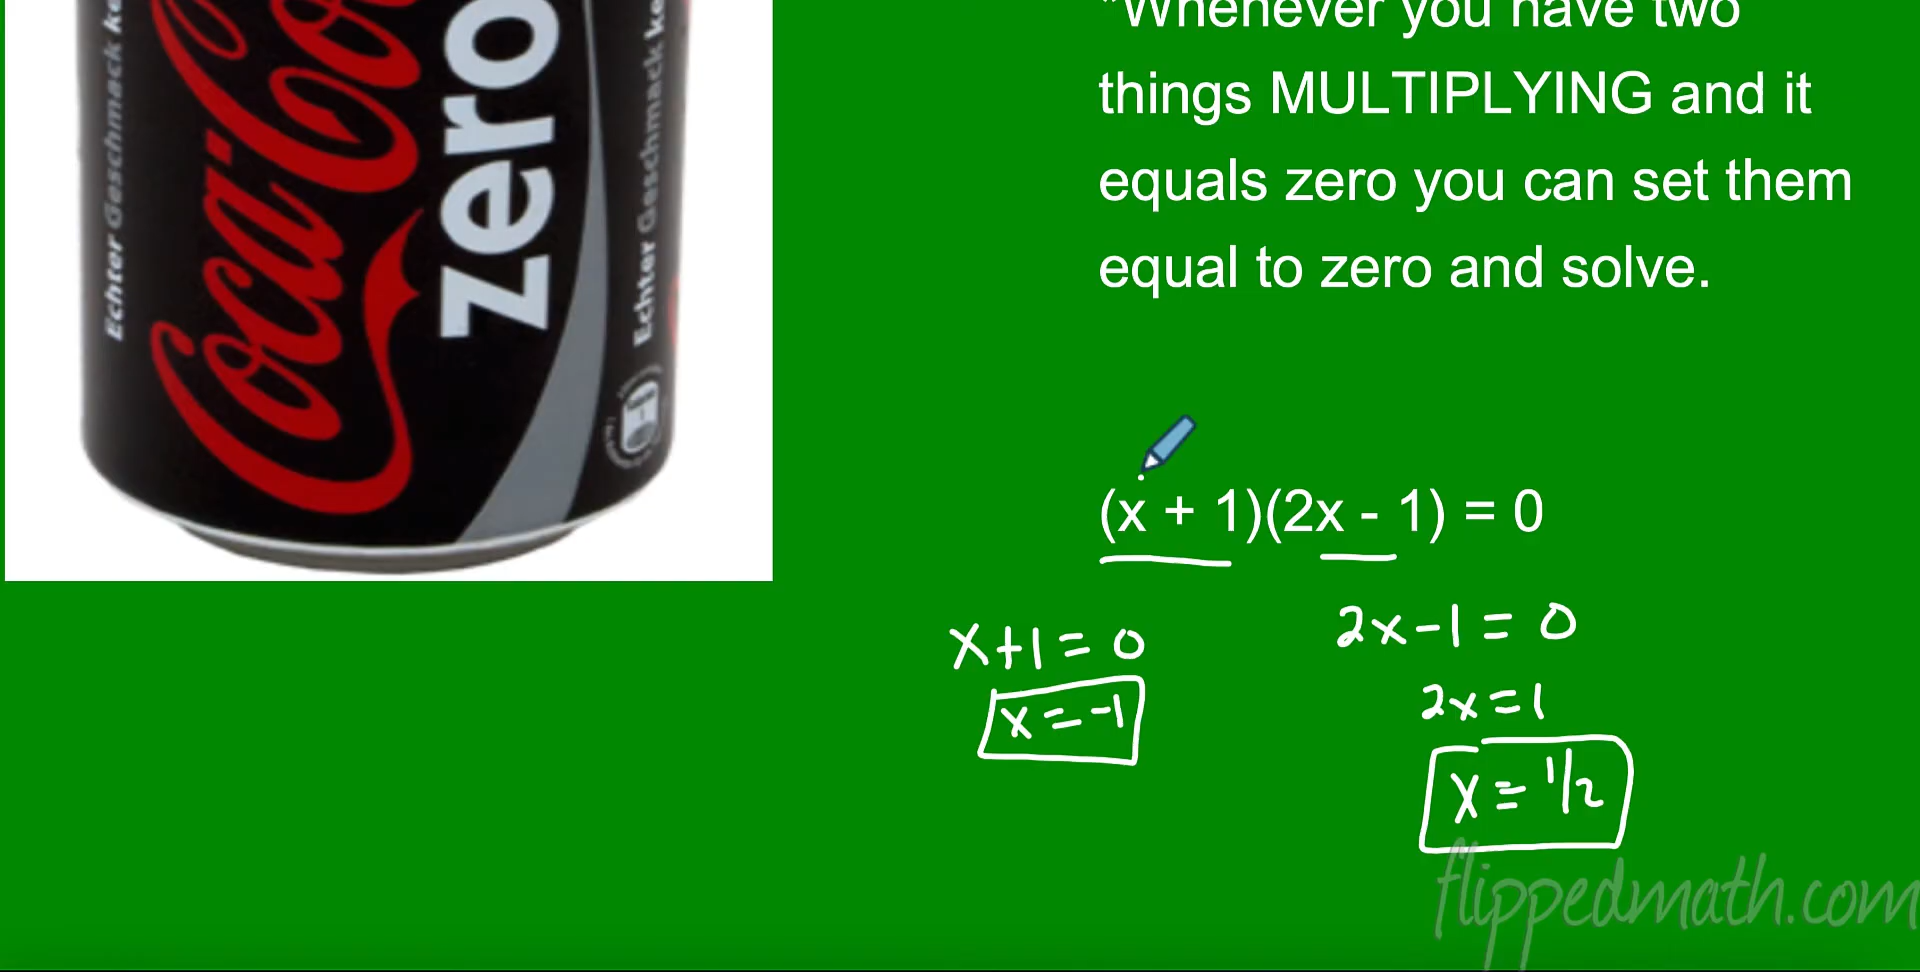 "Whenever you have two
things MULTIPLYING and it
equals zero you can set them
equal to zero and solve.
Echter Geschmack
Coca-Cola
zero
Echter Geschmack
(x + 1)(2x - 1) = 0
x+1=0
x=-1
2x-1=0
2x=1
x=1/2
flippedmath.com